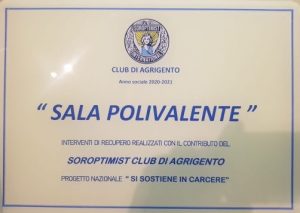 CLUB DI AGRIGENTO
Anno sociale 2020-2021
“ SALA POLIVALENTE ”
INTERVENTI DI RECUPERO REALIZZATI CON IL CONTRIBUTO DEL
SOROPTIMIST CLUB DI AGRIGENTO
PROGETTO NAZIONALE “ SI SOSTIENE IN CARCERE”